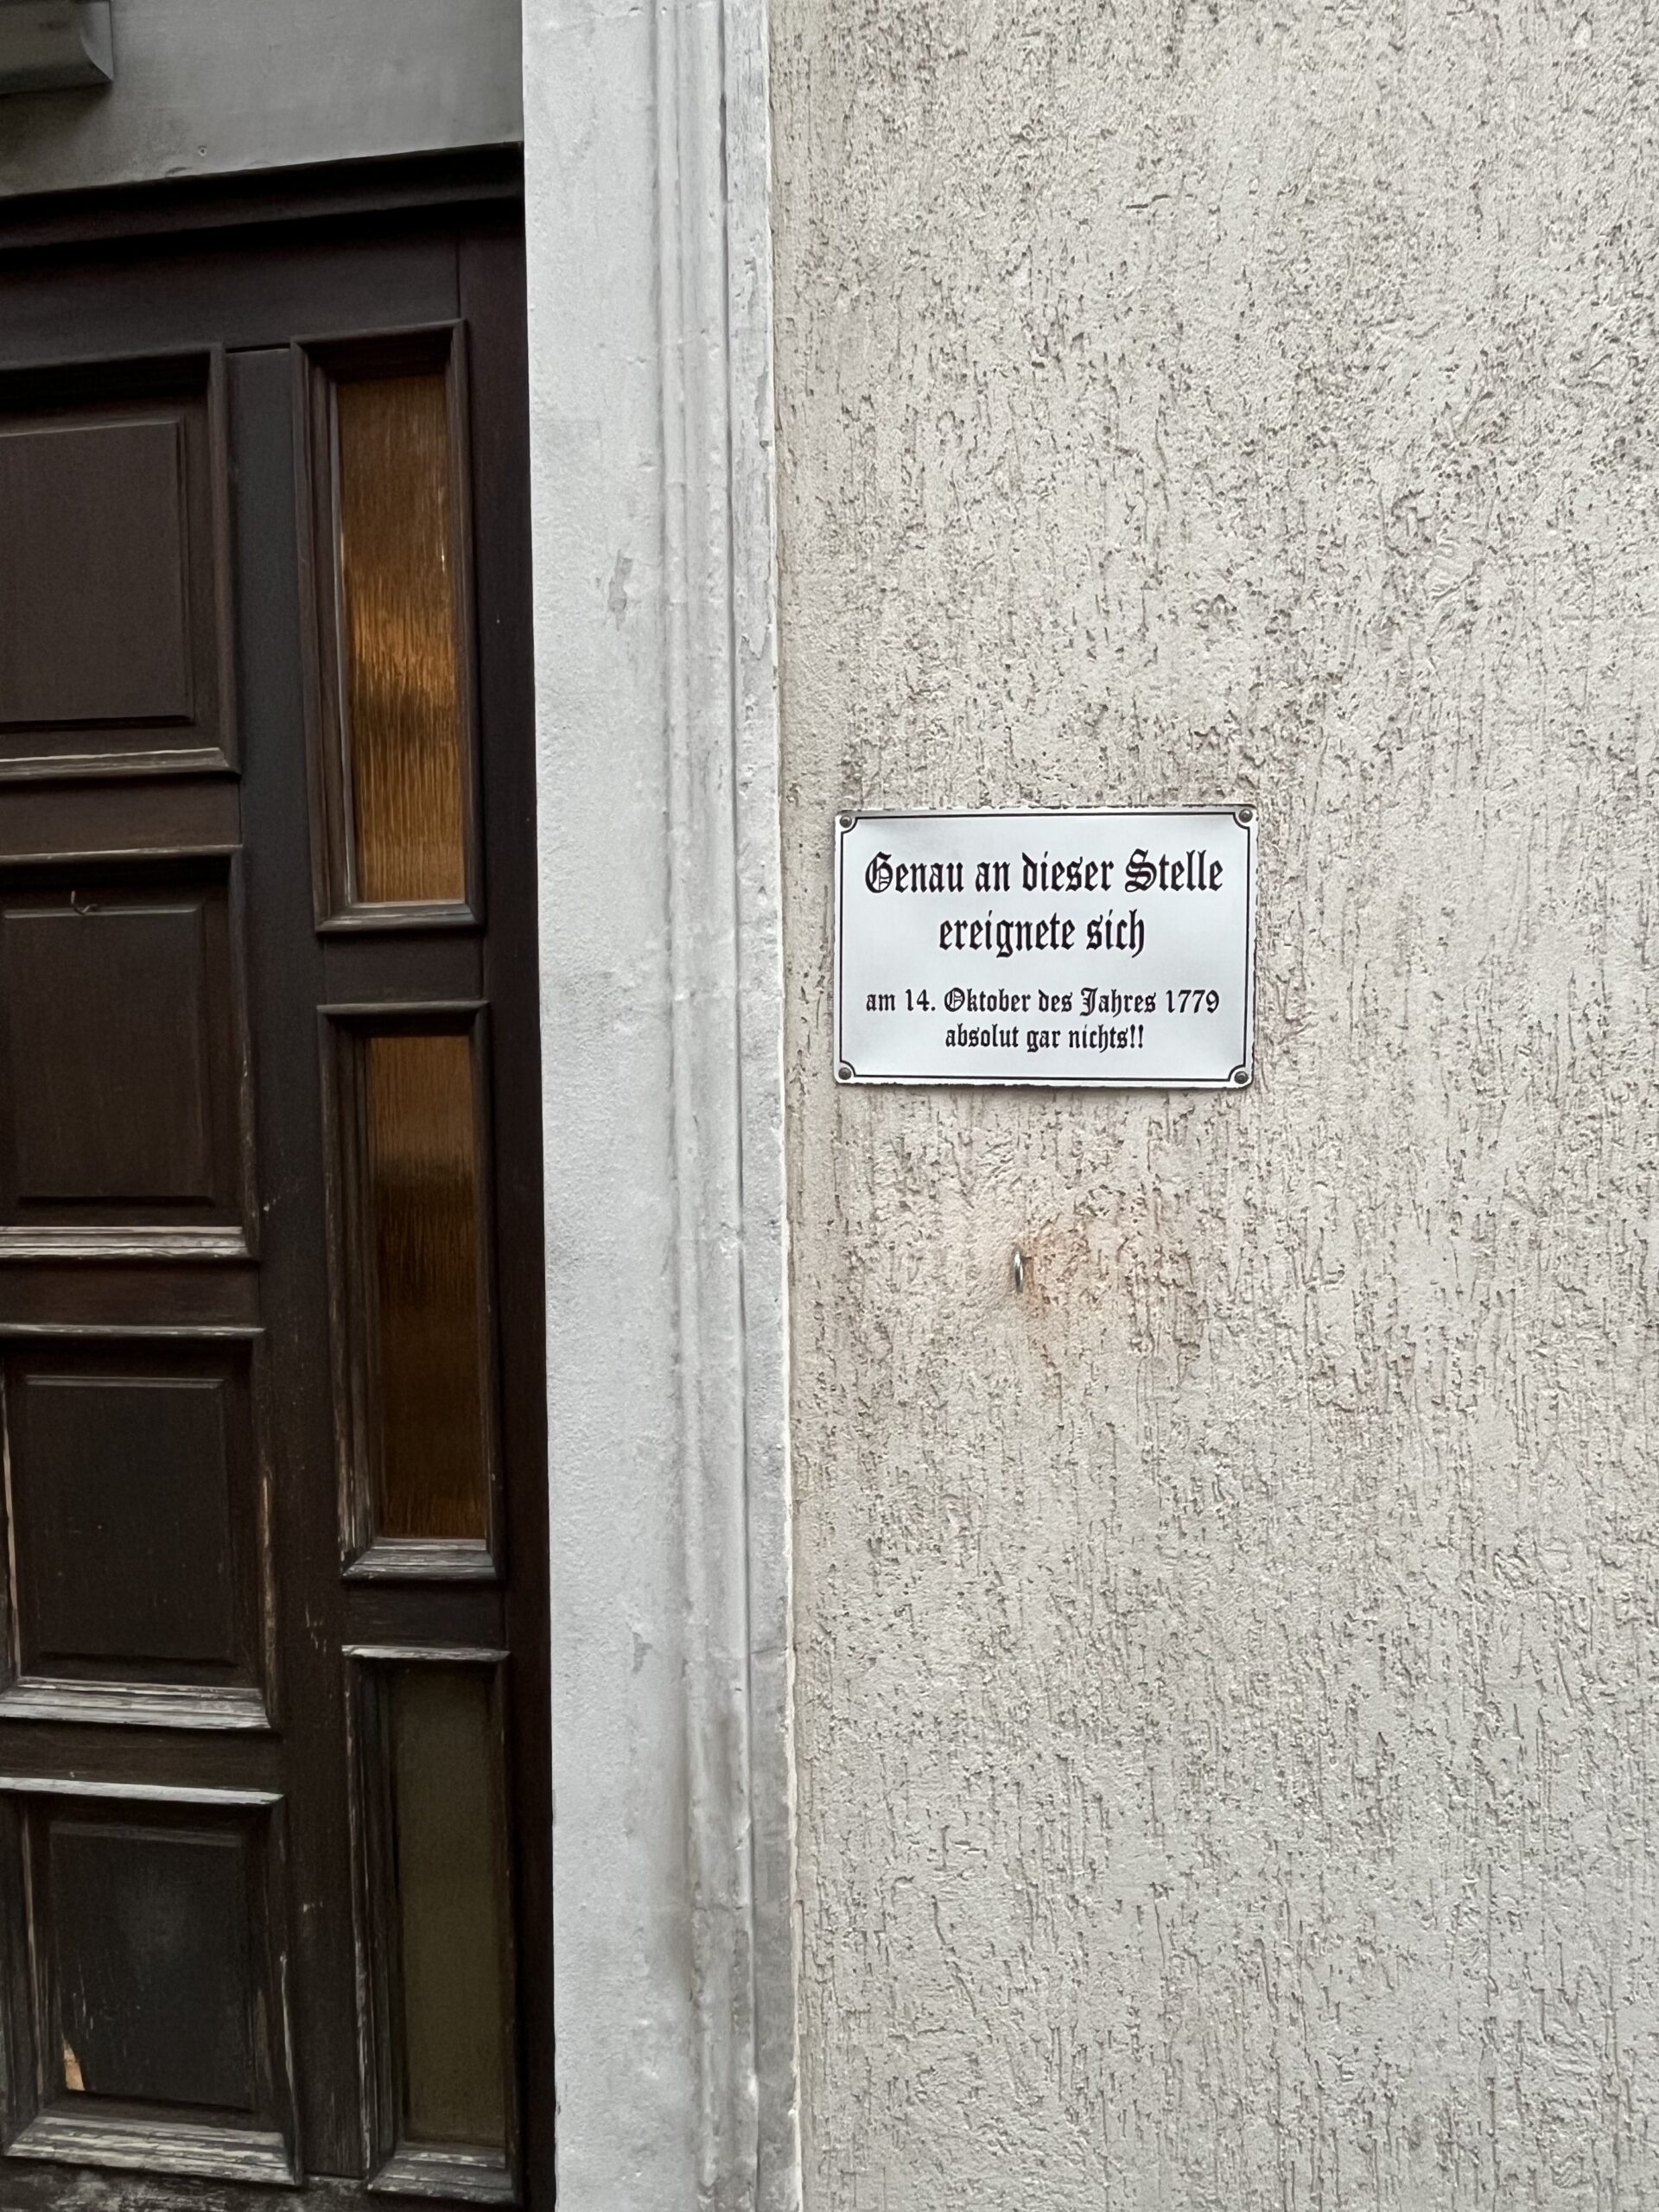 Genau an dieser Stelle
ereignete sich
am 14. Oktober des Jahres 1779
absolut gar nichts!!